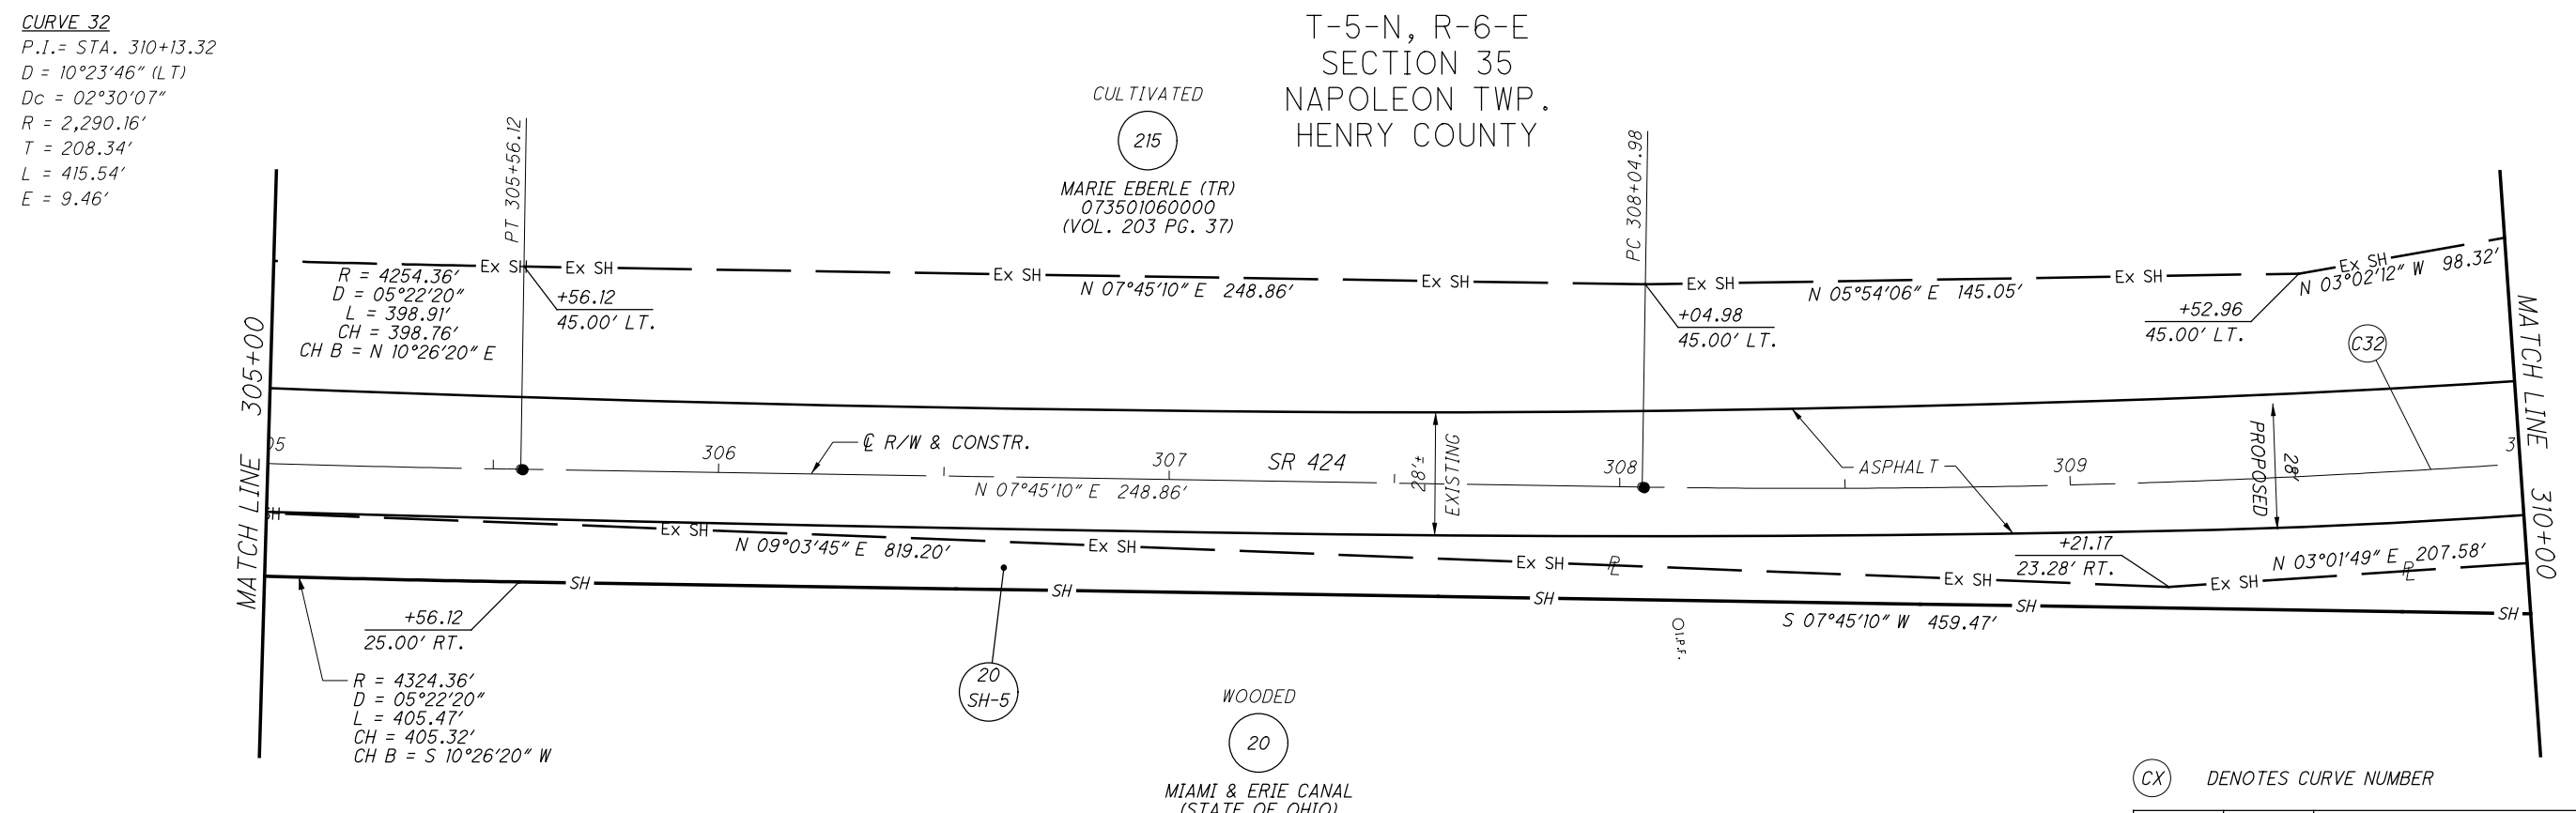 CURVE 32
P.I.= STA. 310+13.32
D = 10°23'46" (LT)
Dc = 02°30'07"
R = 2,290.16'
T = 208.34'
L = 415.54'
E = 9.46'
T-5-N, R-6-E
SECTION 35
NAPOLEON TWP.
HENRY COUNTY
CULTIVATED
215
MARIE EBERLE (TR)
073501060000
(VOL. 203 PG. 37)
PT 305+56.12
PC 308+04.98
MATCH LINE 305+00
MATCH LINE 310+00
Ex SH Ex SH Ex SH Ex SH Ex SH Ex SH Ex SH
R = 4254.36'
D = 05°22'20"
L = 398.91'
CH = 398.76'
CH B = N 10°26'20" E
+56.12
45.00' LT.
N 07°45'10" E 248.86'
+04.98
45.00' LT.
N 05°54'06" E 145.05'
+52.96
45.00' LT.
N 03°02'12" W 98.32'
C32
05
306
℄ R/W & CONSTR.
307
SR 424
N 07°45'10" E 248.86'
28'±
EXISTING
308
ASPHALT
309
PROPOSED
28'
3
SH Ex SH Ex SH Ex SH Ex SH Ex SH
N 09°03'45" E 819.20'
PL
+21.17
23.28' RT.
N 03°01'49" E 207.58'
PL
SH SH SH SH SH
+56.12
25.00' RT.
S 07°45'10" W 459.47'
I.P.F.
R = 4324.36'
D = 05°22'20"
L = 405.47'
CH = 405.32'
CH B = S 10°26'20" W
20
SH-5
WOODED
20
MIAMI & ERIE CANAL
(STATE OF OHIO)
CX DENOTES CURVE NUMBER